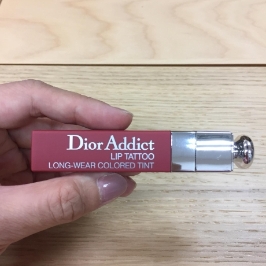 Dior Addict
LIP TATTOO
LONG-WEAR COLORED TINT